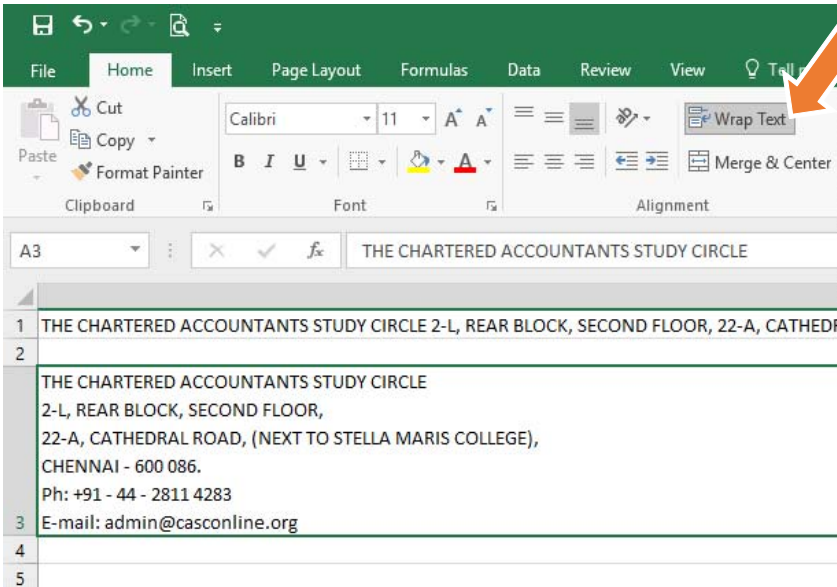 File Home Insert Page Layout Formulas Data Review View Tell
Cut
Copy
Paste
Format Painter
Calibri 11 A A
B I U A
Wrap Text
Merge & Center
Clipboard Font Alignment
A3 fx THE CHARTERED ACCOUNTANTS STUDY CIRCLE
1 THE CHARTERED ACCOUNTANTS STUDY CIRCLE 2-L, REAR BLOCK, SECOND FLOOR, 22-A, CATHED
2
THE CHARTERED ACCOUNTANTS STUDY CIRCLE
2-L, REAR BLOCK, SECOND FLOOR,
22-A, CATHEDRAL ROAD, (NEXT TO STELLA MARIS COLLEGE),
CHENNAI - 600 086.
Ph: +91 - 44 - 2811 4283
3 E-mail: admin@casconline.org
4
5